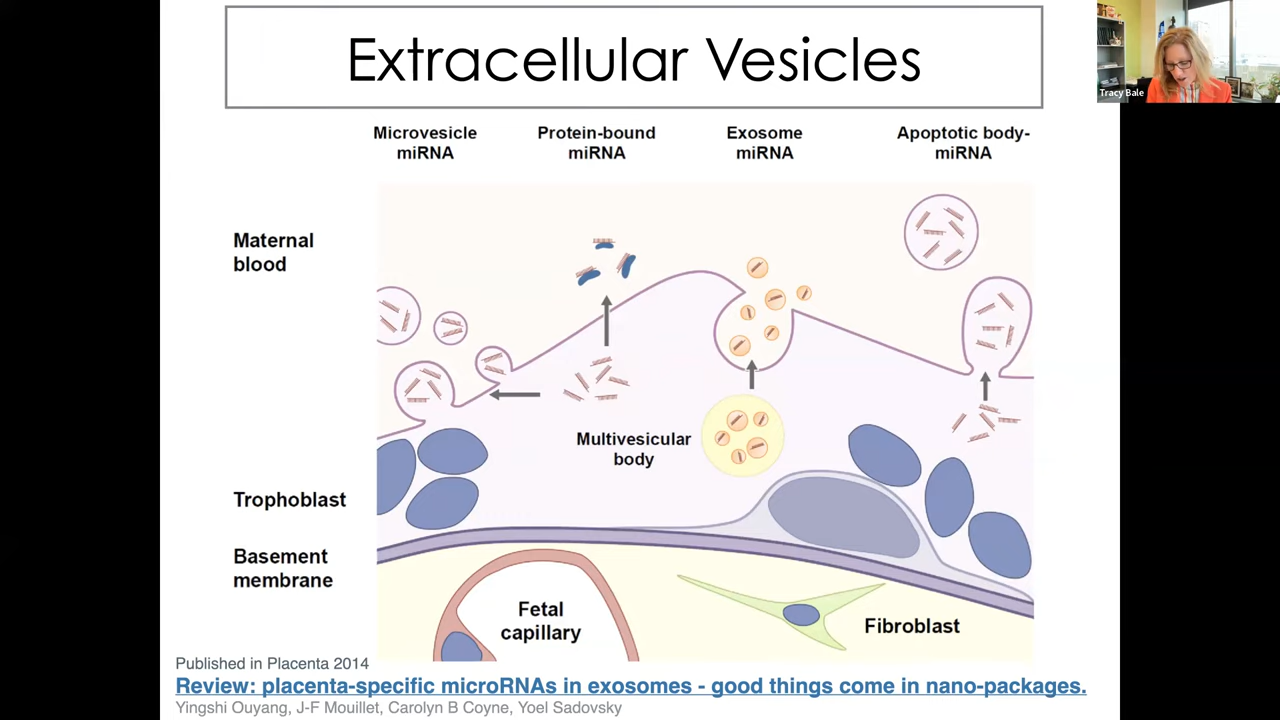 Extracellular Vesicles
Tracy Bale
Microvesicle
miRNA
Protein-bound
miRNA
Exosome
miRNA
Apoptotic body-
miRNA
Maternal
blood
Multivesicular
body
Trophoblast
Basement
membrane
Fetal
capillary
Fibroblast
Published in Placenta 2014
Review: placenta-specific microRNAs in exosomes - good things come in nano-packages.
Yingshi Ouyang, J-F Mouillet, Carolyn B Coyne, Yoel Sadovsky